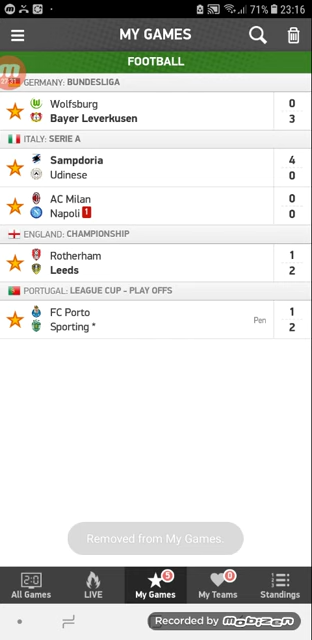 71% 23:16
MY GAMES
FOOTBALL
GERMANY: BUNDESLIGA
Wolfsburg 0
Bayer Leverkusen 3
ITALY: SERIE A
Sampdoria 4
Udinese 0
AC Milan 0
Napoli 1 0
ENGLAND: CHAMPIONSHIP
Rotherham 1
Leeds 2
PORTUGAL: LEAGUE CUP - PLAY OFFS
FC Porto 1
Sporting * Pen 2
Removed from My Games.
2:0 5 0
All Games LIVE My Games My Teams Standings
Recorded by mobizen